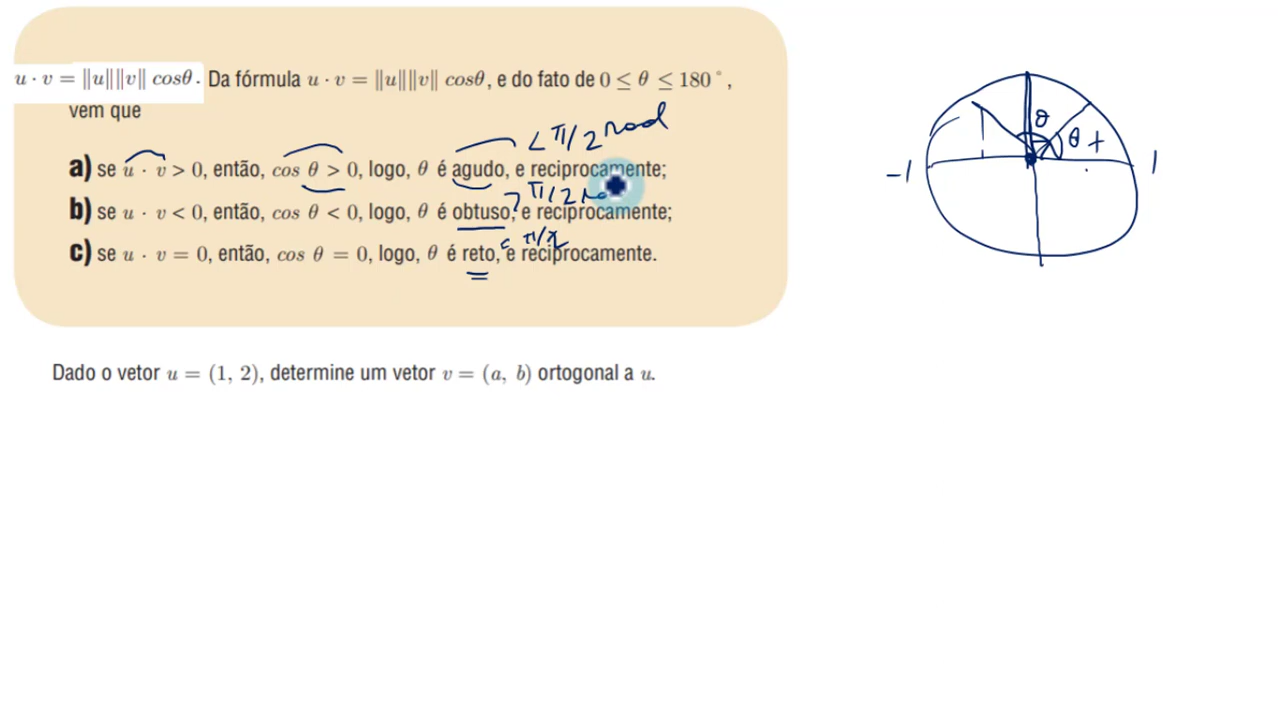 u · v = ||u||||v|| cosθ. Da fórmula u · v = ||u||||v|| cosθ, e do fato de 0 ≤ θ ≤ 180°,
vem que
< π/2 rad
a) se u · v > 0, então, cos θ > 0, logo, θ é agudo, e reciprocamente;
> π/2
b) se u · v < 0, então, cos θ < 0, logo, θ é obtuso, e reciprocamente;
π/2
c) se u · v = 0, então, cos θ = 0, logo, θ é reto, e reciprocamente.
θ
θ +
-1
1
Dado o vetor u = (1, 2), determine um vetor v = (a, b) ortogonal a u.